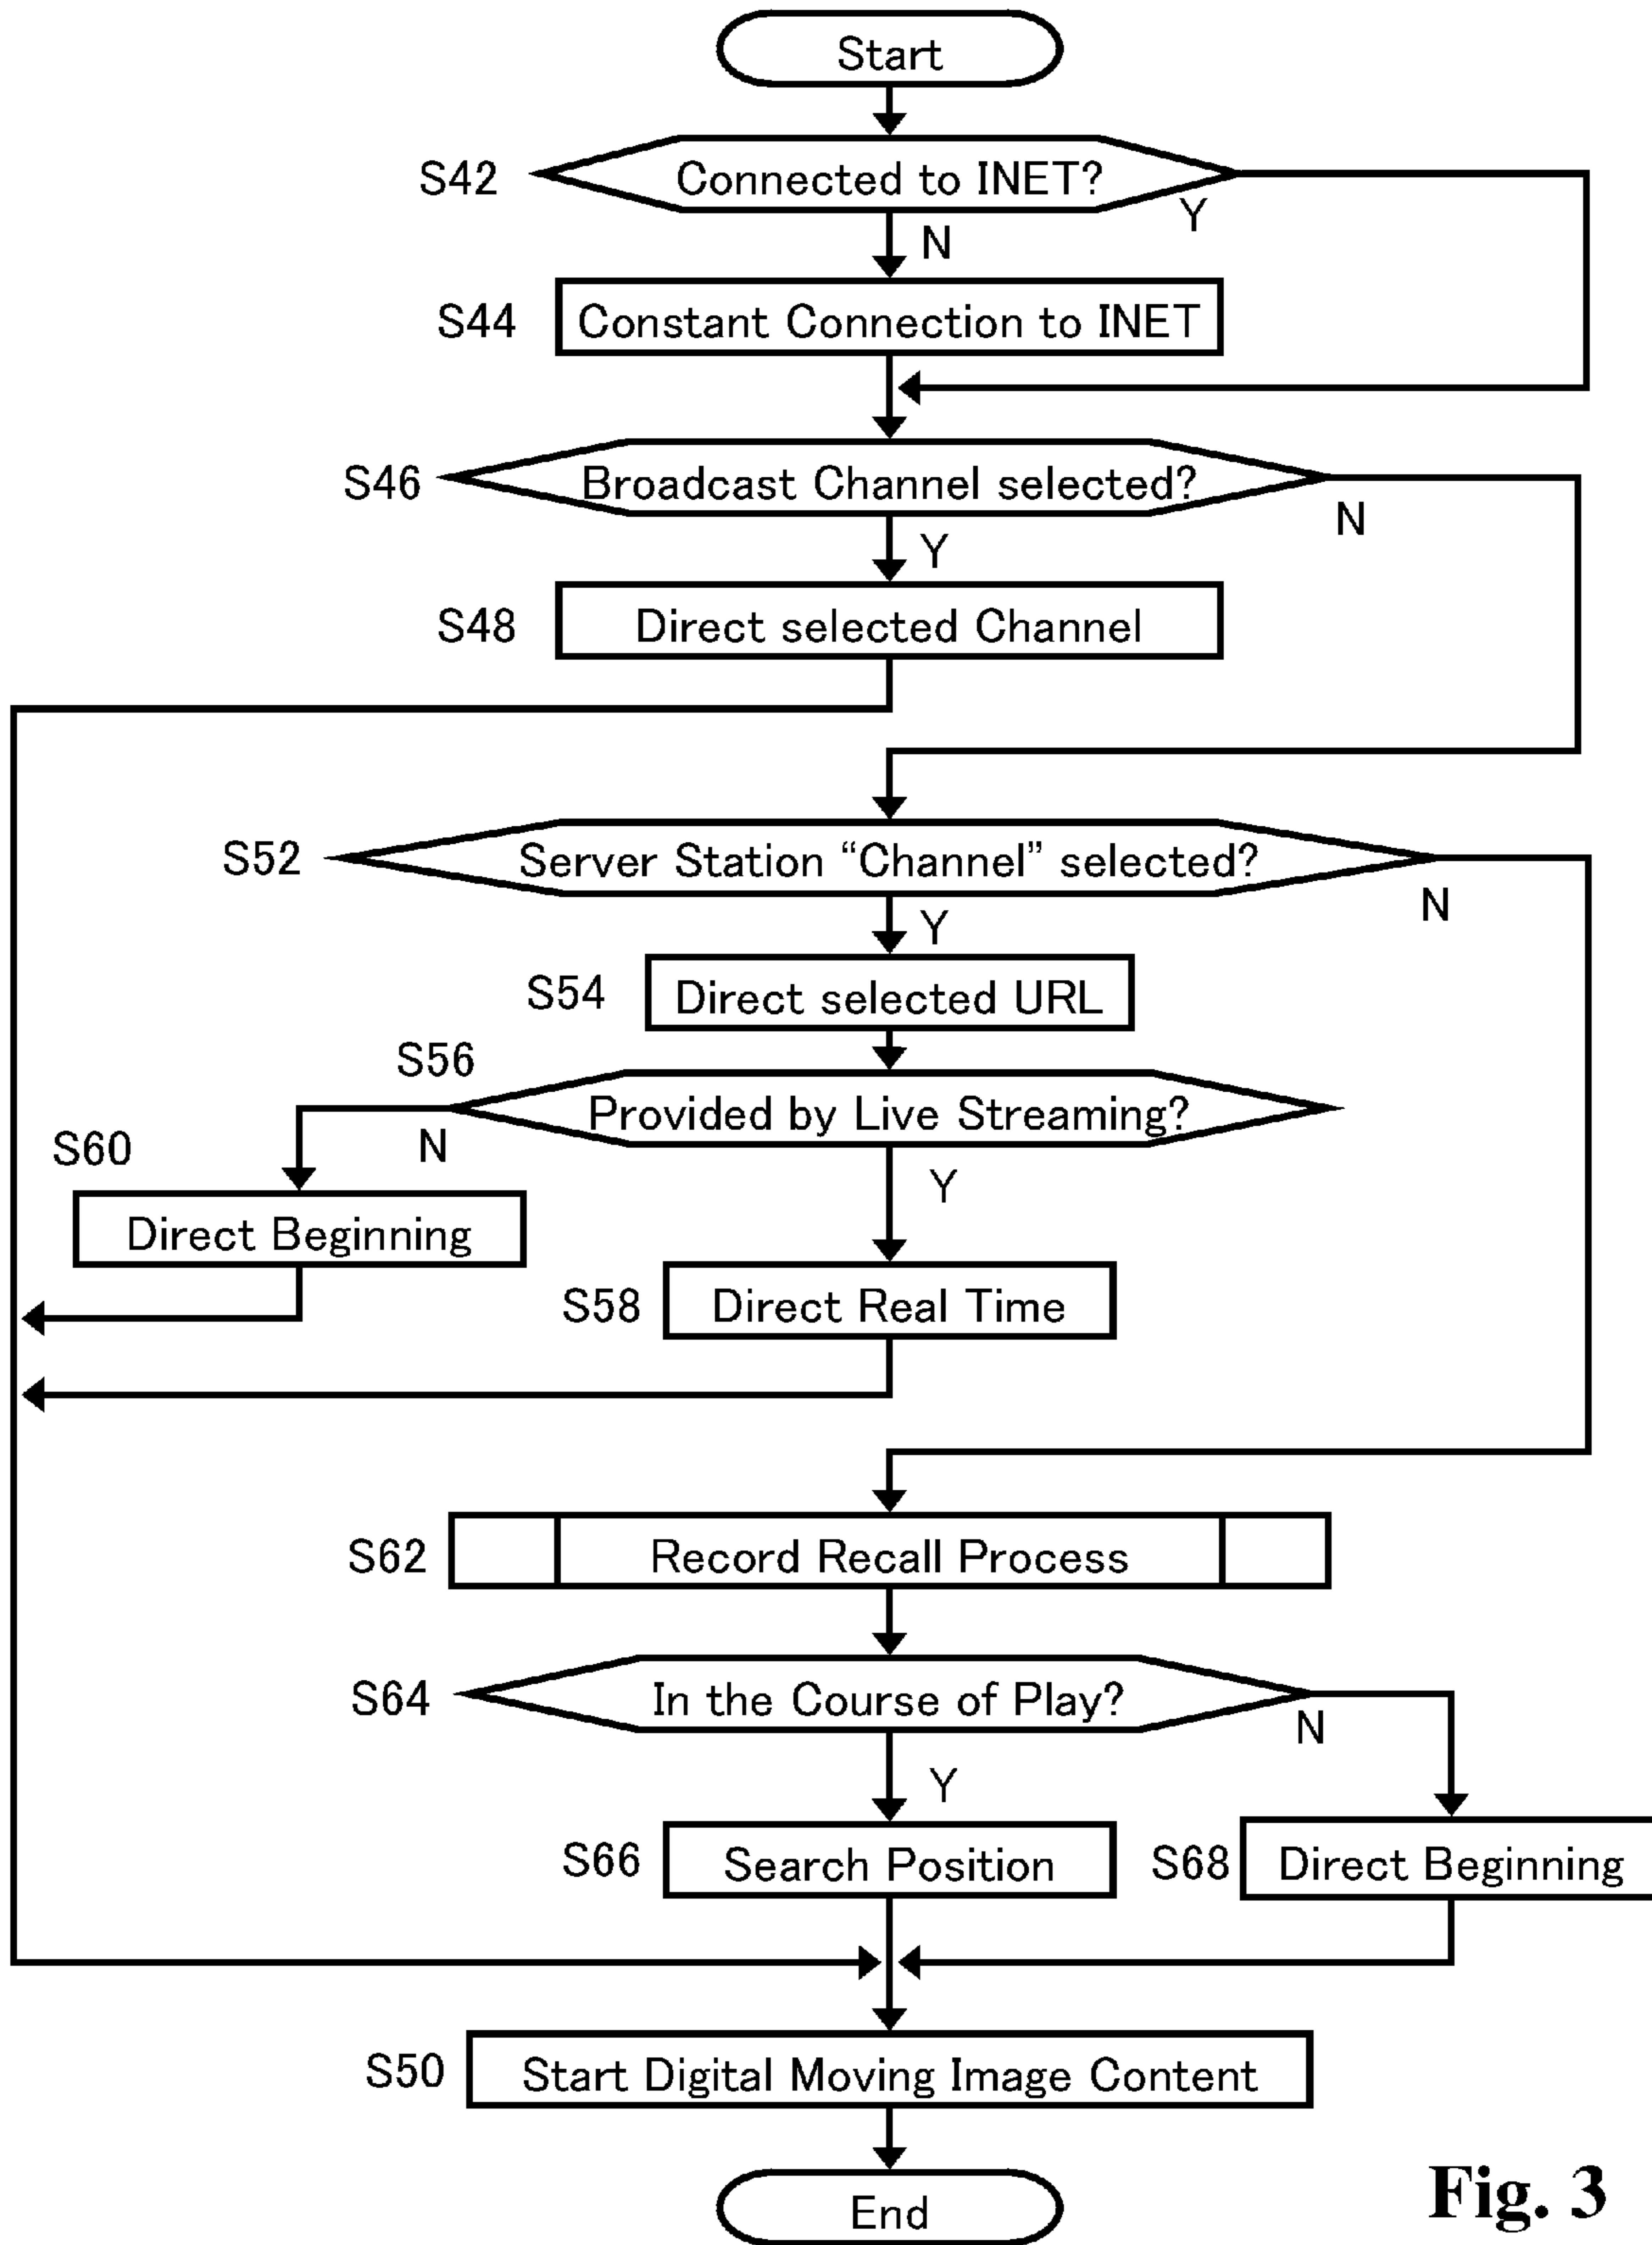 Start
S42
Connected to INET?
Y
N
S44
Constant Connection to INET
S46
Broadcast Channel selected?
N
Y
S48
Direct selected Channel
S52
Server Station “Channel” selected?
N
Y
S54
Direct selected URL
S56
Provided by Live Streaming?
N
Y
S60
Direct Beginning
S58
Direct Real Time
S62
Record Recall Process
S64
In the Course of Play?
N
Y
S66
Search Position
S68
Direct Beginning
S50
Start Digital Moving Image Content
End
Fig. 3